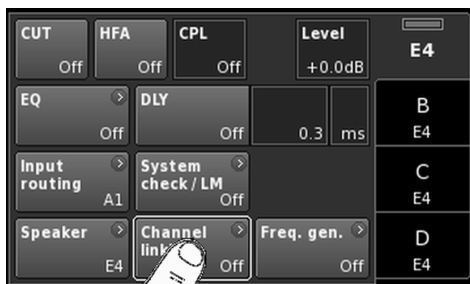 CUT HFA CPL Level E4
Off Off Off +0.0dB
EQ DLY B
Off Off 0.3 ms E4
Input routing System check / LM C
A1 Off E4
Speaker Channel link Freq. gen. D
E4 Off Off E4